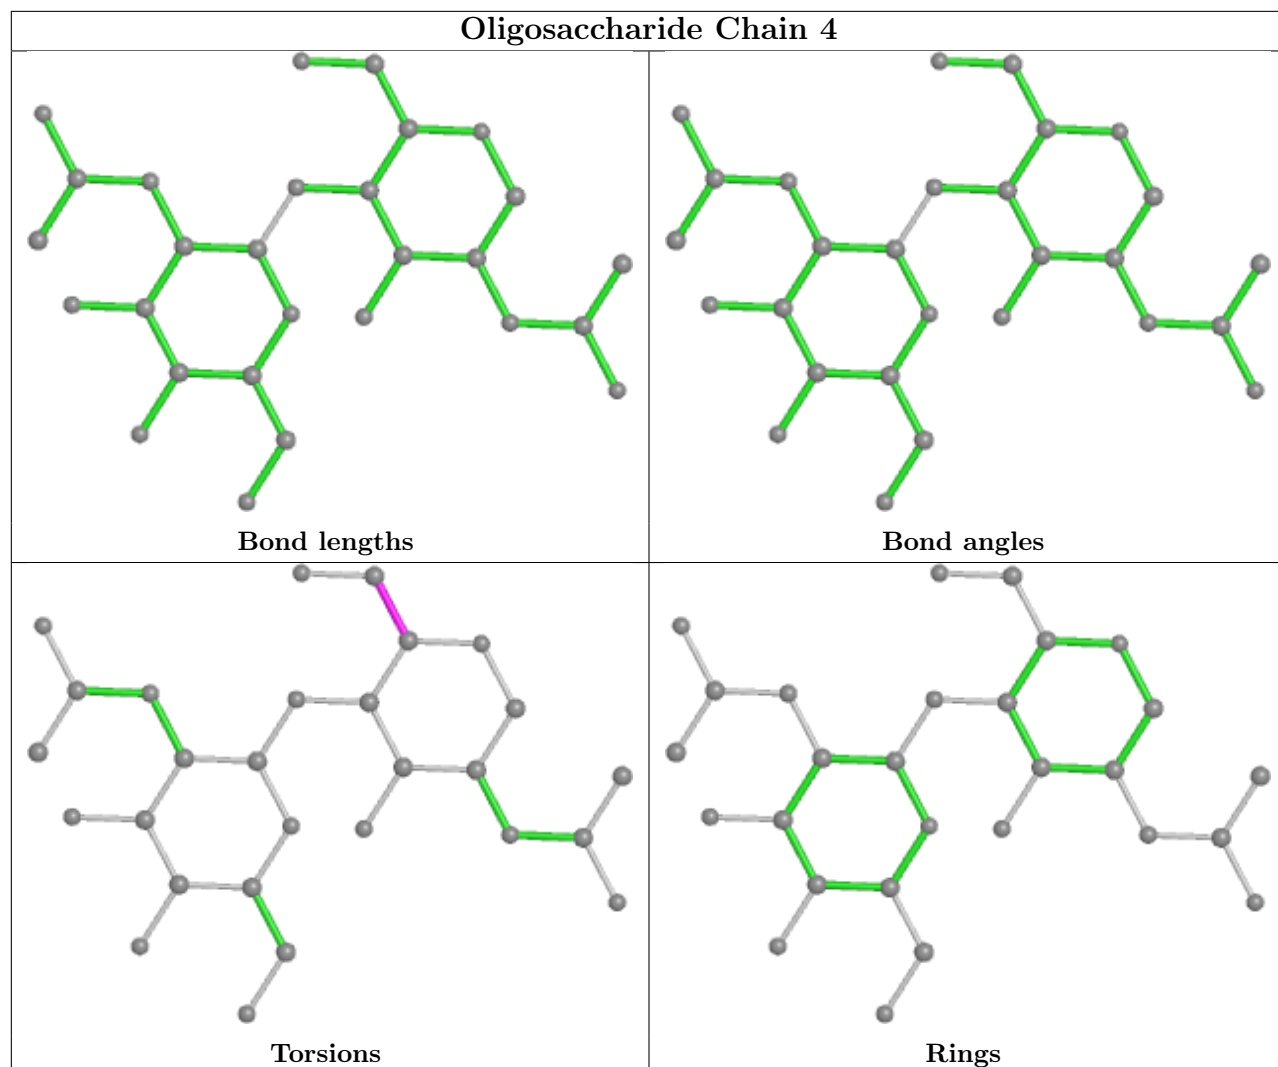 Oligosaccharide Chain 4
Bond lengths
Bond angles
Torsions
Rings